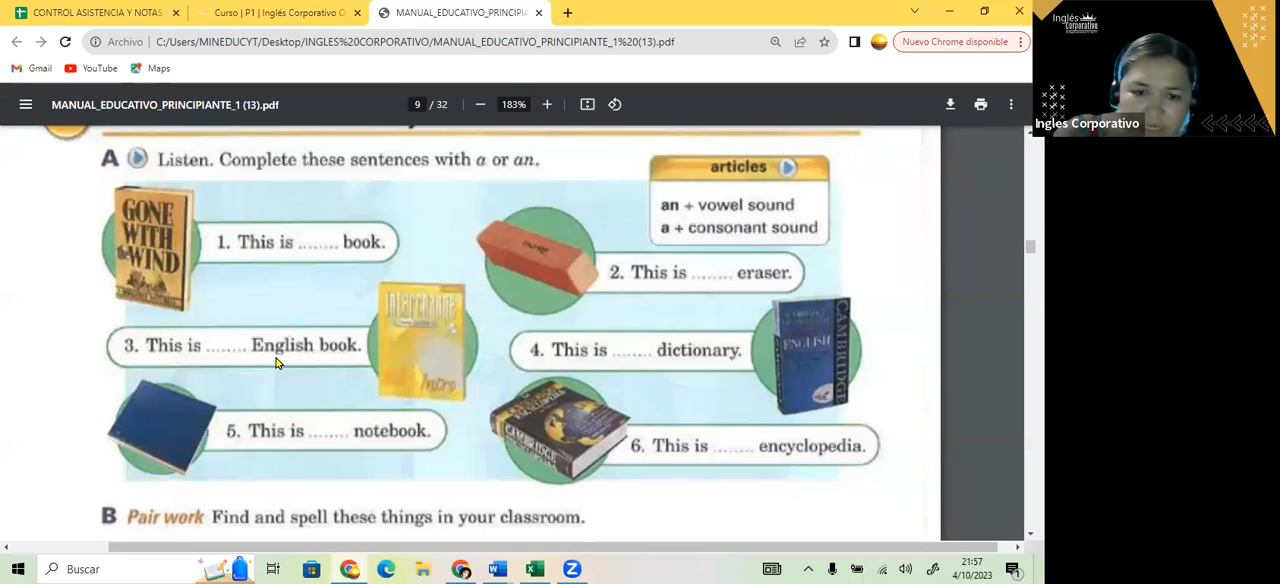 CONTROL ASISTENCIA Y NOTAS
Curso | P1 | Inglés Corporativo C
MANUAL_EDUCATIVO_PRINCIPIA
Archivo
C:/Users/MINEDUCYT/Desktop/INGLES%20CORPORATIVO/MANUAL_EDUCATIVO_PRINCIPIANTE_1%20(13).pdf
Nuevo Chrome disponible
Gmail
YouTube
Maps
MANUAL_EDUCATIVO_PRINCIPIANTE_1 (13).pdf
9 / 32
183%
Inglés
Corporativo
Ingles Corporativo
A Listen. Complete these sentences with a or an.
articles
an + vowel sound
a + consonant sound
GONE
WITH
the WIND
1. This is ........ book.
2. This is ........ eraser.
3. This is ........ English book.
Interchange
Intro
4. This is ........ dictionary.
ENGLISH
CAMBRIDGE
5. This is ........ notebook.
6. This is ........ encyclopedia.
B Pair work Find and spell these things in your classroom.
Buscar
21:57
4/10/2023